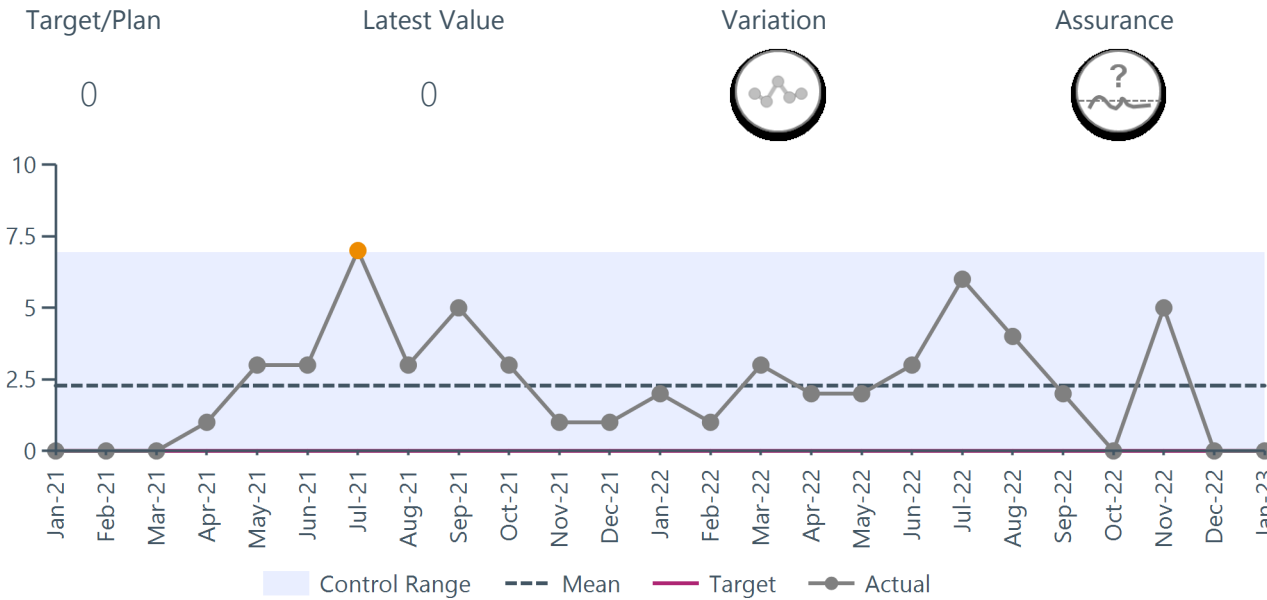 Target/Plan Latest Value Variation Assurance
0 0 ?
10
7.5
5
2.5
0
Jan-21 Feb-21 Mar-21 Apr-21 May-21 Jun-21 Jul-21 Aug-21 Sep-21 Oct-21 Nov-21 Dec-21 Jan-22 Feb-22 Mar-22 Apr-22 May-22 Jun-22 Jul-22 Aug-22 Sep-22 Oct-22 Nov-22 Dec-22 Jan-23
Control Range Mean Target Actual